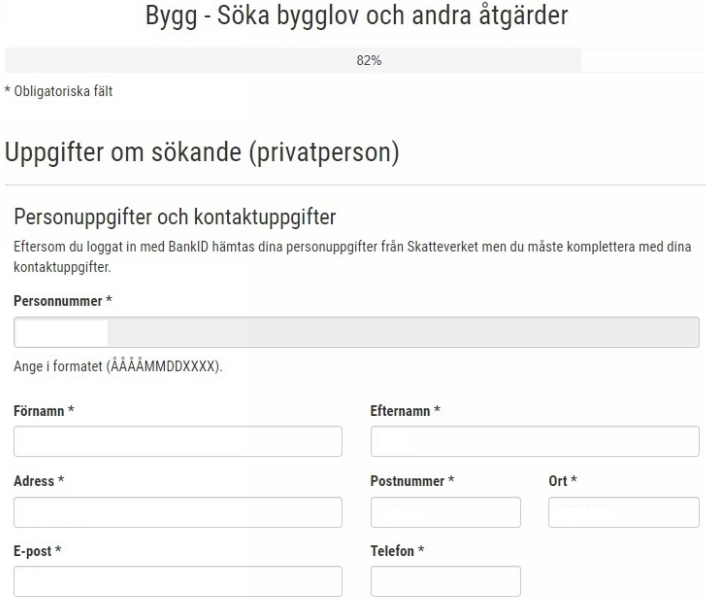 Bygg - Söka bygglov och andra åtgärder
82%
* Obligatoriska fält
Uppgifter om sökande (privatperson)
Personuppgifter och kontaktuppgifter
Eftersom du loggat in med BankID hämtas dina personuppgifter från Skatteverket men du måste komplettera med dina
kontaktuppgifter.
Personnummer *
Ange i formatet (ÅÅÅÅMMDDXXXX).
Förnamn * Efternamn *
Adress * Postnummer * Ort *
E-post * Telefon *